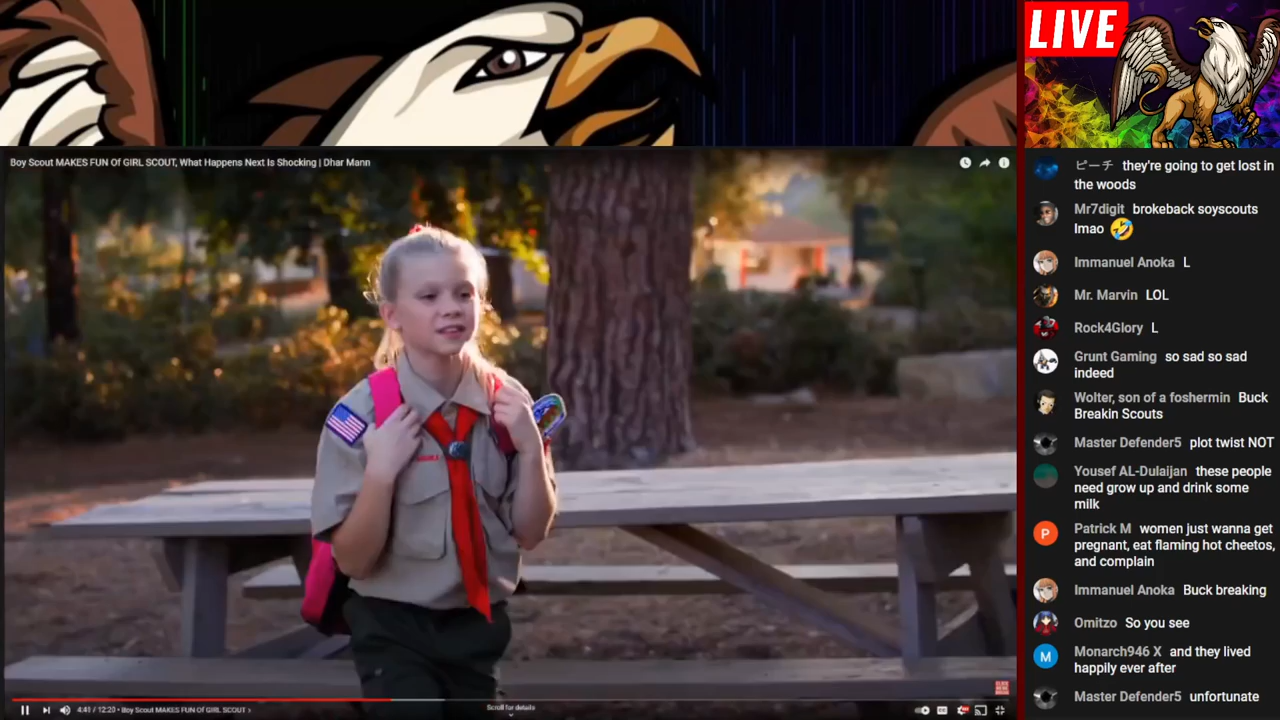 LIVE
Boy Scout MAKES FUN Of GIRL SCOUT, What Happens Next Is Shocking | Dhar Mann
ピーチ they're going to get lost in
the woods
Mr7digit brokeback soyscouts
lmao 🤣
Immanuel Anoka L
Mr. Marvin LOL
Rock4Glory L
Grunt Gaming so sad so sad
indeed
Wolter, son of a foshermin Buck
Breakin Scouts
Master Defender5 plot twist NOT
Yousef AL-Dulaijan these people
need grow up and drink some
milk
P
Patrick M women just wanna get
pregnant, eat flaming hot cheetos,
and complain
Immanuel Anoka Buck breaking
Omitzo So you see
M
Monarch946 X and they lived
happily ever after
Master Defender5 unfortunate
4:41 / 12:20 • Boy Scout MAKES FUN Of GIRL SCOUT >
Scroll for details